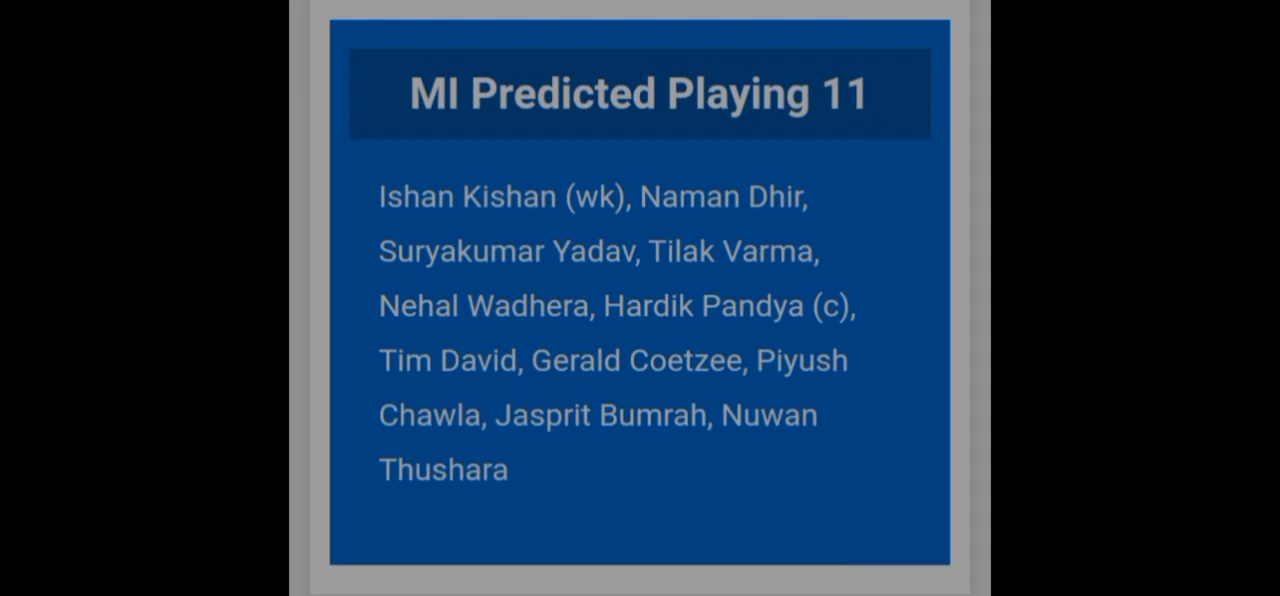 MI Predicted Playing 11
Ishan Kishan (wk), Naman Dhir,
Suryakumar Yadav, Tilak Varma,
Nehal Wadhera, Hardik Pandya (c),
Tim David, Gerald Coetzee, Piyush
Chawla, Jasprit Bumrah, Nuwan
Thushara